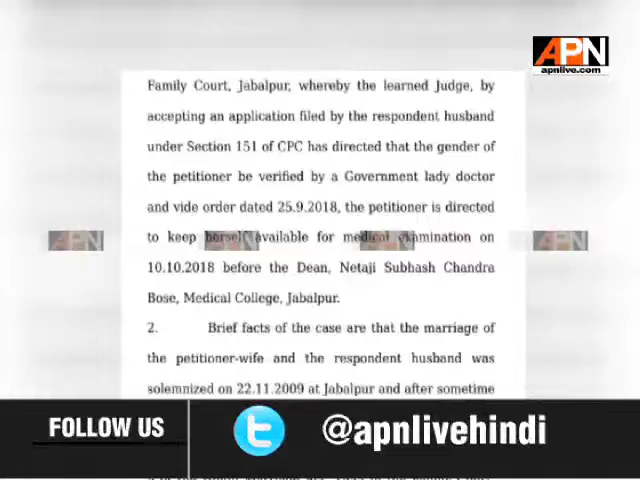 APN
apnlive.com
Family Court, Jabalpur, whereby the learned Judge, by
accepting an application filed by the respondent husband
under Section 151 of CPC has directed that the gender of
the petitioner be verified by a Government lady doctor
and vide order dated 25.9.2018, the petitioner is directed
to keep herself available for medical examination on
10.10.2018 before the Dean, Netaji Subhash Chandra
Bose, Medical College, Jabalpur.
2. Brief facts of the case are that the marriage of
the petitioner-wife and the respondent husband was
solemnized on 22.11.2009 at Jabalpur and after sometime
FOLLOW US
@apnlivehindi